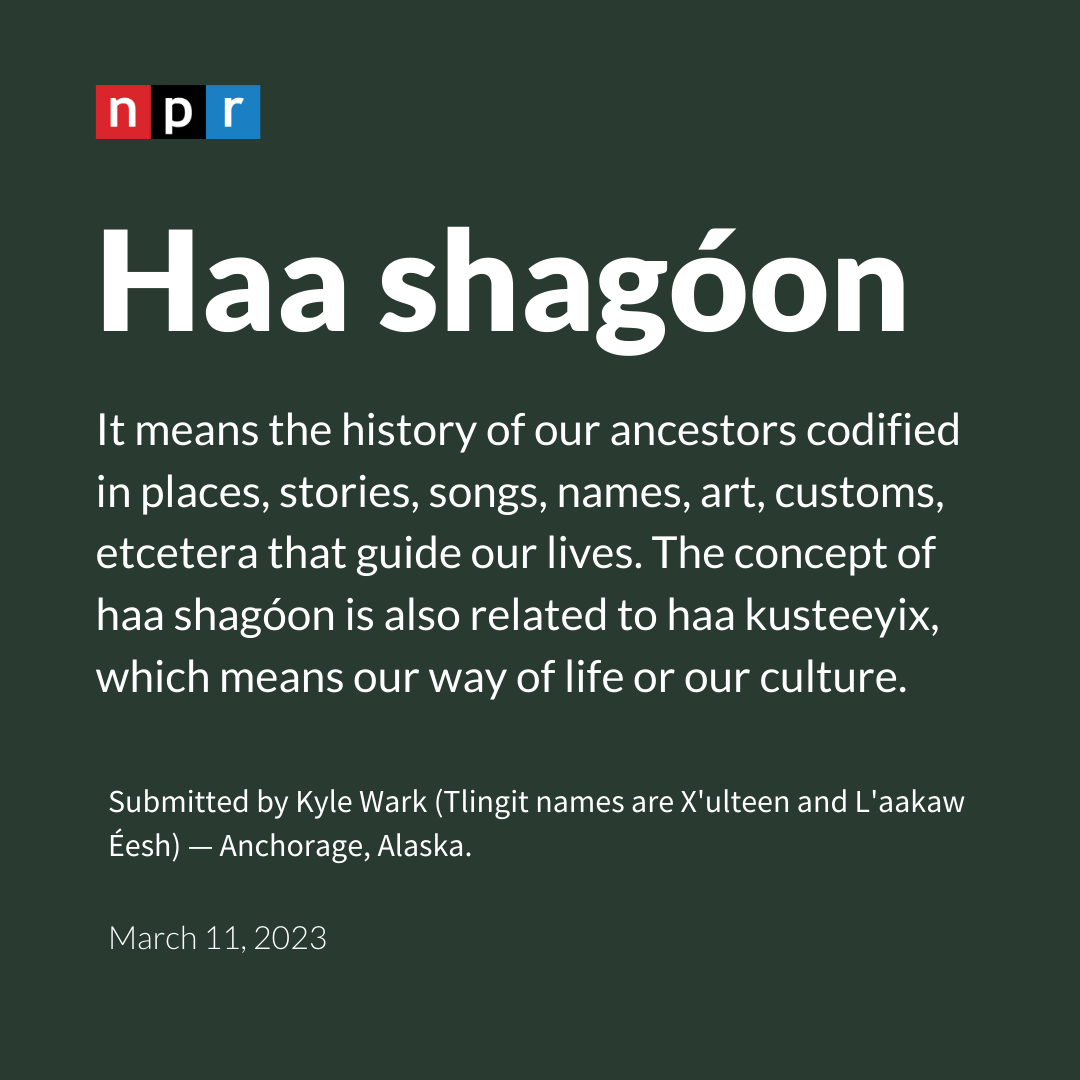 npr
Haa shagóon
It means the history of our ancestors codified
in places, stories, songs, names, art, customs,
etcetera that guide our lives. The concept of
haa shagóon is also related to haa kusteeyix,
which means our way of life or our culture.
Submitted by Kyle Wark (Tlingit names are X'ulteen and L'aakaw
Éesh) — Anchorage, Alaska.
March 11, 2023